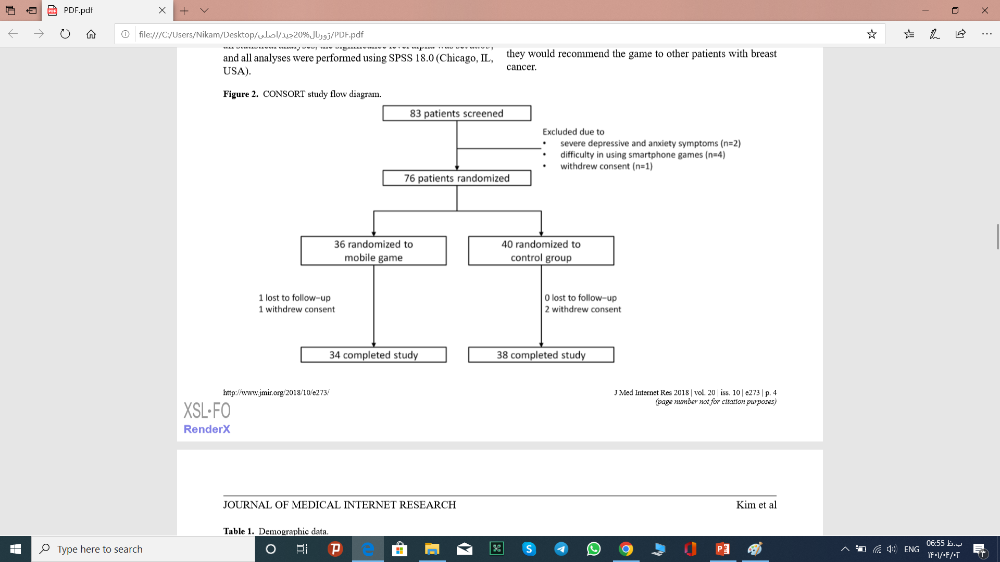 PDF.pdf
file:///C:/Users/Nikam/Desktop/اصلی/جید%20ژورنال/PDF.pdf
and all analyses were performed using SPSS 18.0 (Chicago, IL,
USA).
they would recommend the game to other patients with breast
cancer.
Figure 2. CONSORT study flow diagram.
83 patients screened
Excluded due to
• severe depressive and anxiety symptoms (n=2)
• difficulty in using smartphone games (n=4)
• withdrew consent (n=1)
76 patients randomized
36 randomized to
mobile game
40 randomized to
control group
1 lost to follow–up
1 withdrew consent
0 lost to follow–up
2 withdrew consent
34 completed study
38 completed study
http://www.jmir.org/2018/10/e273/
J Med Internet Res 2018 | vol. 20 | iss. 10 | e273 | p. 4
(page number not for citation purposes)
XSL•FO
RenderX
JOURNAL OF MEDICAL INTERNET RESEARCH
Kim et al
Table 1. Demographic data.
Type here to search
ENG
06:55 ب.ظ
۱۴۰۱/۰۴/۰۲
۳